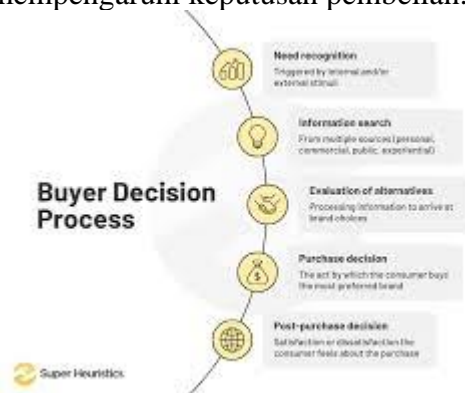 mempengaruhi keputusan pembelian.
Need recognition
Triggered by internal and/or
external stimuli
Information search
From multiple sources (personal,
commercial, public, experiential)
Buyer Decision
Process
Evaluation of alternatives
Processing information to arrive at
brand choices
Purchase decision
The act by which the consumer buys
the most preferred brand
Post-purchase decision
Satisfaction or dissatisfaction the
consumer feels about the purchase
Super Heuristics